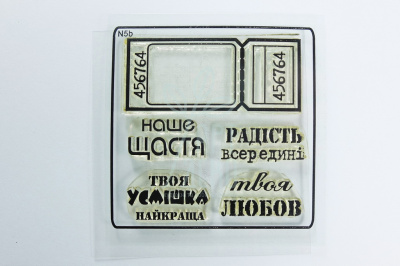 N5b
456764
456764
наше
щастя
РАДІСТЬ
всередині
ТВОЯ
УСМІШКА
НАЙКРАЩА
твоя
ЛЮБОВ